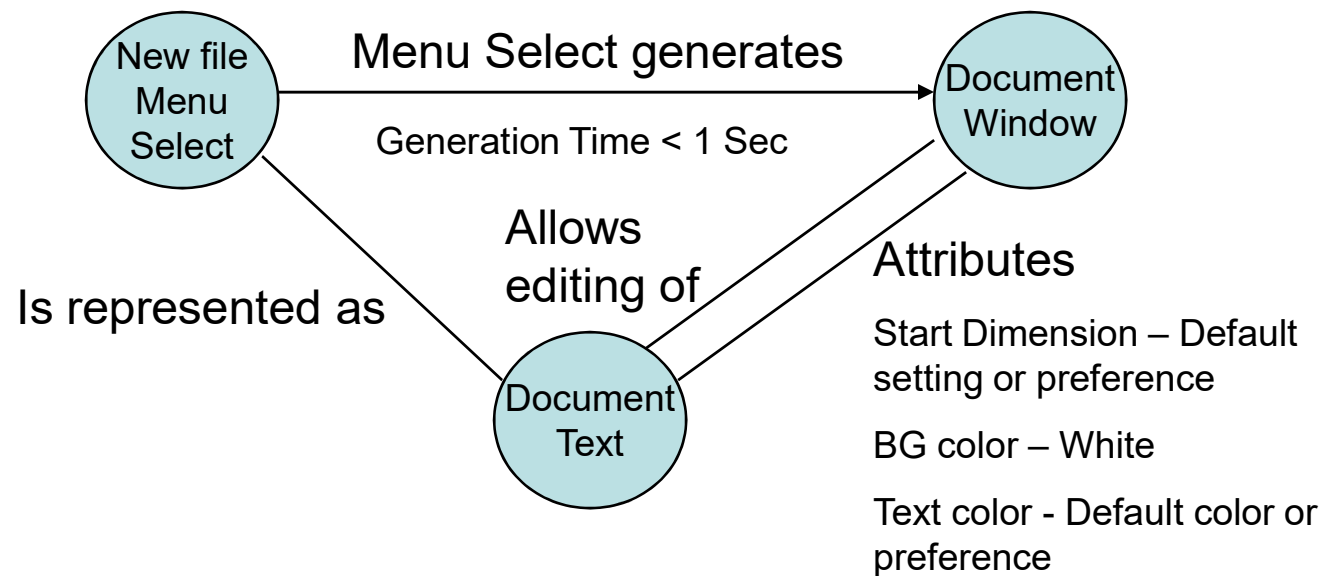 New file
Menu
Select
Menu Select generates
Generation Time < 1 Sec
Document
Window
Is represented as
Allows
editing of
Document
Text
Attributes
Start Dimension – Default
setting or preference
BG color – White
Text color - Default color or
preference